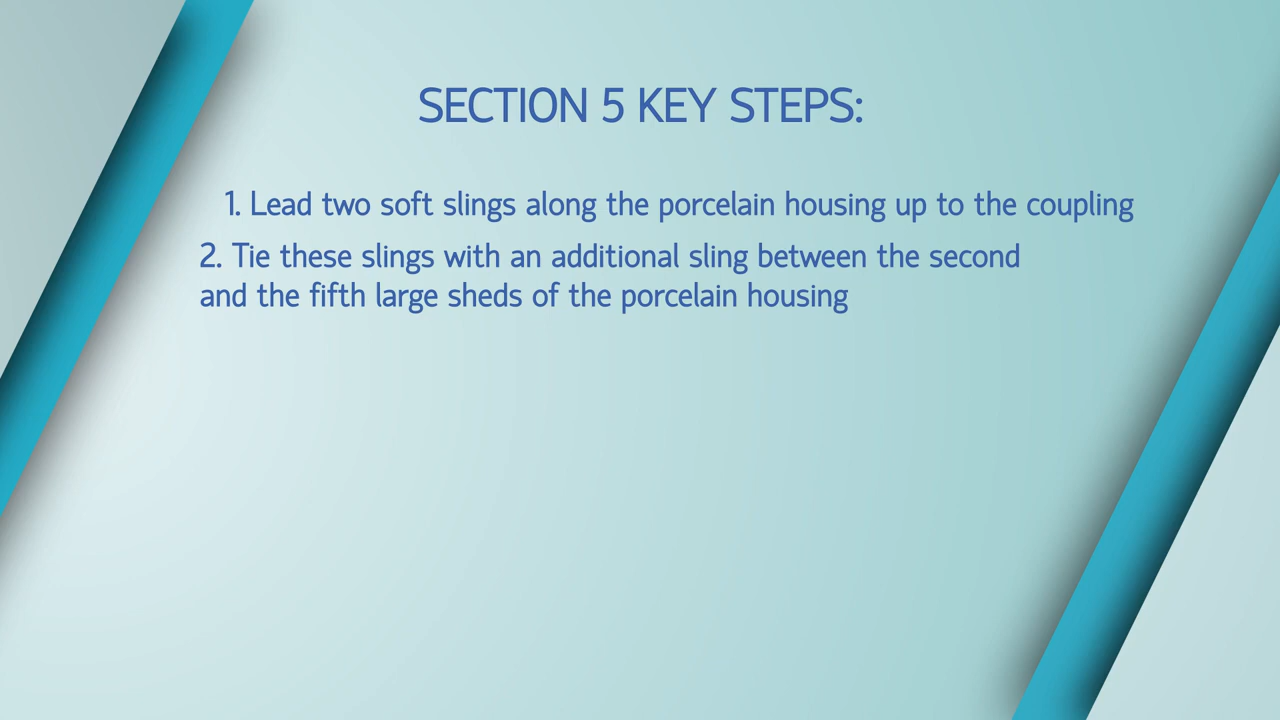 SECTION 5 KEY STEPS:
1. Lead two soft slings along the porcelain housing up to the coupling
2. Tie these slings with an additional sling between the second
and the fifth large sheds of the porcelain housing